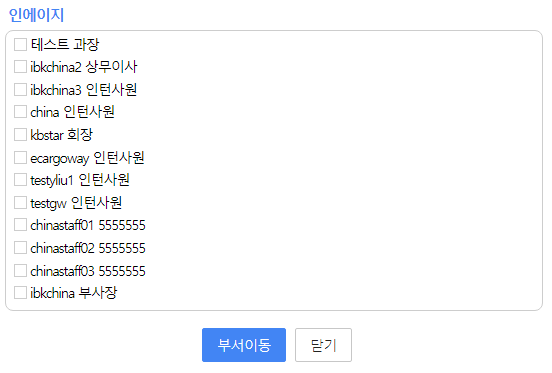 인에이지
테스트 과장
ibkchina2 상무이사
ibkchina3 인턴사원
china 인턴사원
kbstar 회장
ecargoway 인턴사원
testyliu1 인턴사원
testgw 인턴사원
chinastaff01 5555555
chinastaff02 5555555
chinastaff03 5555555
ibkchina 부사장
부서이동 닫기